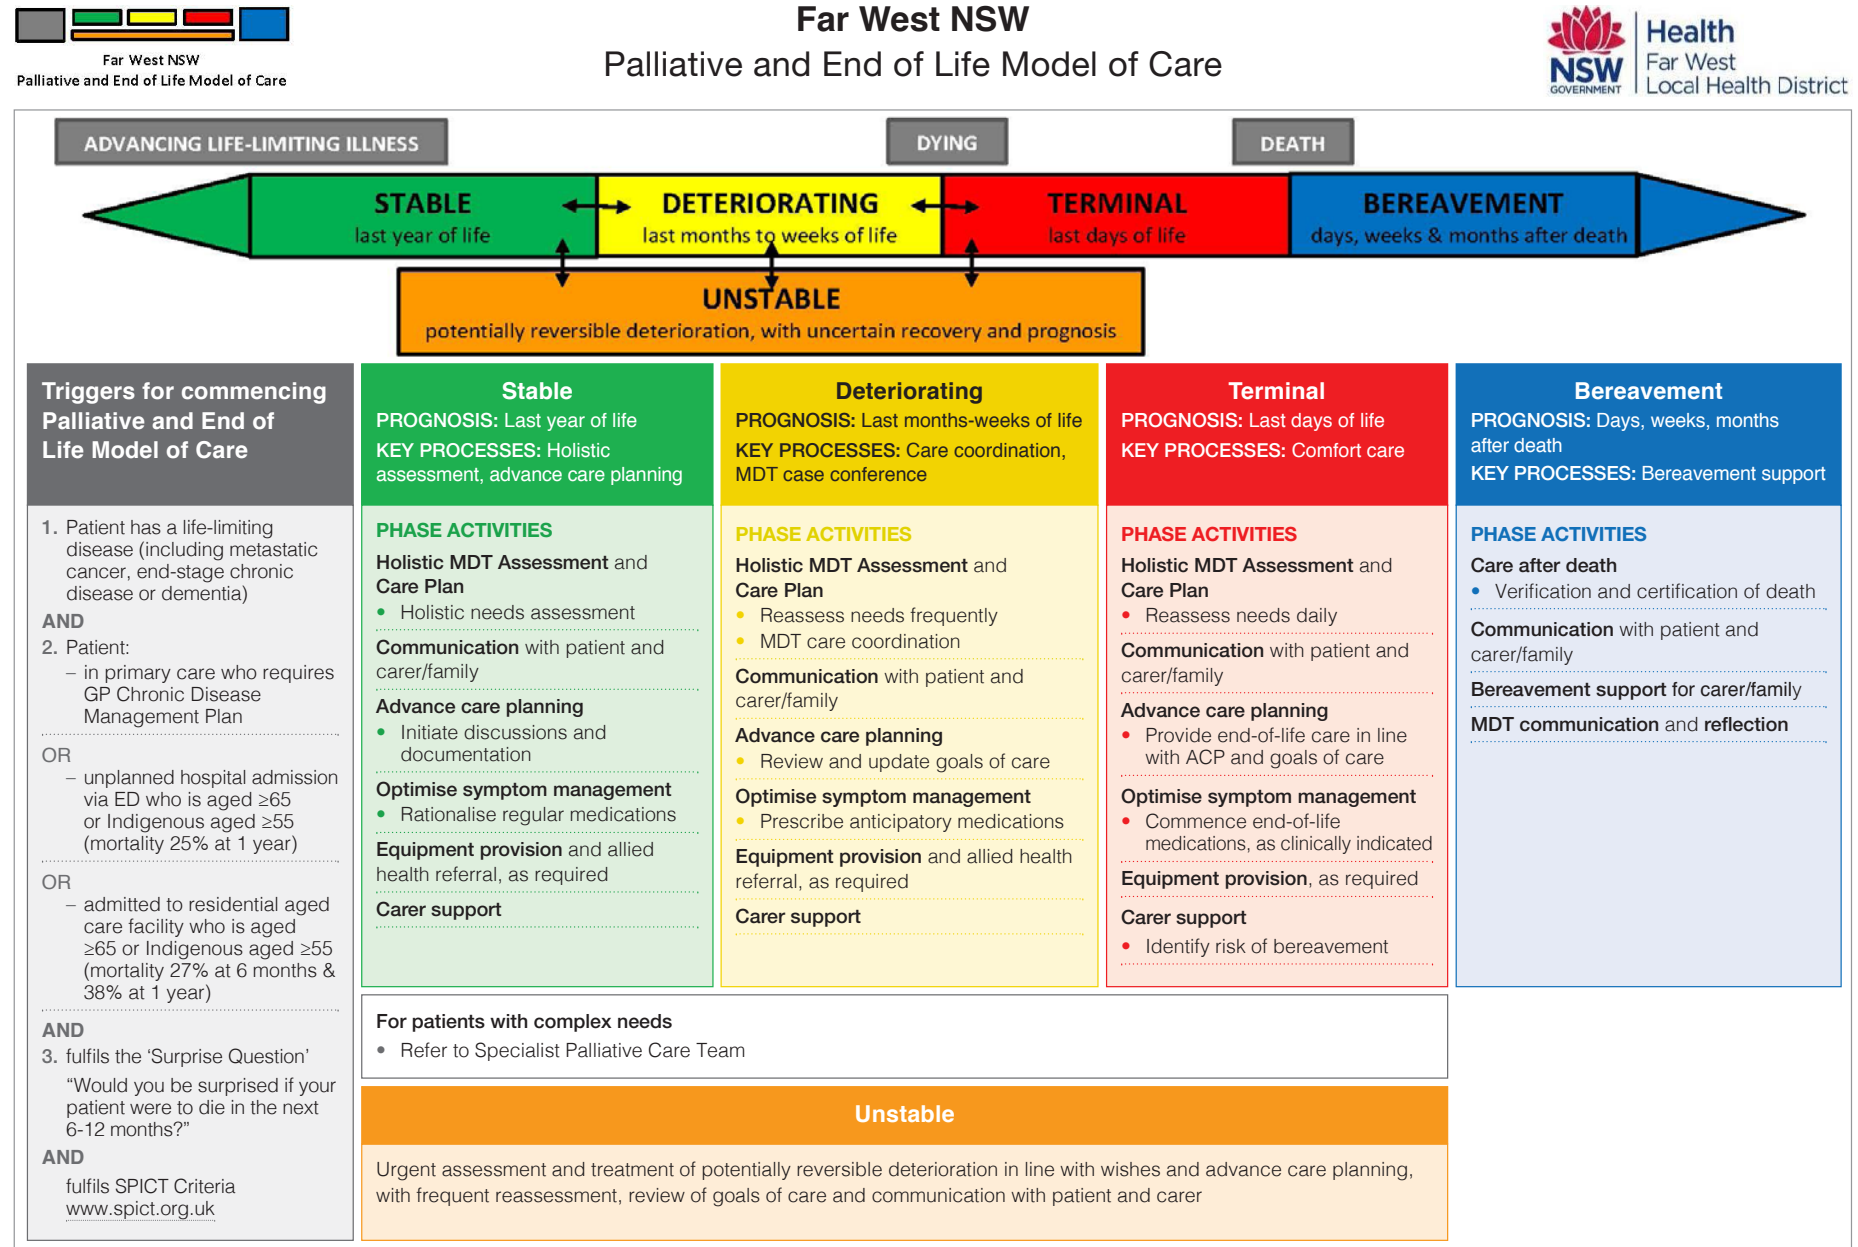 Far West NSW
Palliative and End of Life Model of Care
Far West NSW
Palliative and End of Life Model of Care
NSW
GOVERNMENT
Health
Far West
Local Health District
ADVANCING LIFE-LIMITING ILLNESS
DYING
DEATH
STABLE
last year of life
DETERIORATING
last months to weeks of life
TERMINAL
last days of life
BEREAVEMENT
days, weeks & months after death
UNSTABLE
potentially reversible deterioration, with uncertain recovery and prognosis
Triggers for commencing
Palliative and End of
Life Model of Care
1. Patient has a life-limiting
disease (including metastatic
cancer, end-stage chronic
disease or dementia)
AND
2. Patient:
– in primary care who requires
GP Chronic Disease
Management Plan
OR
– unplanned hospital admission
via ED who is aged ≥65
or Indigenous aged ≥55
(mortality 25% at 1 year)
OR
– admitted to residential aged
care facility who is aged
≥65 or Indigenous aged ≥55
(mortality 27% at 6 months &
38% at 1 year)
AND
3. fulfils the ‘Surprise Question’
“Would you be surprised if your
patient were to die in the next
6-12 months?”
AND
fulfils SPICT Criteria
www.spict.org.uk
Stable
PROGNOSIS: Last year of life
KEY PROCESSES: Holistic
assessment, advance care planning
PHASE ACTIVITIES
Holistic MDT Assessment and
Care Plan
• Holistic needs assessment
Communication with patient and
carer/family
Advance care planning
• Initiate discussions and
documentation
Optimise symptom management
• Rationalise regular medications
Equipment provision and allied
health referral, as required
Carer support
Deteriorating
PROGNOSIS: Last months-weeks of life
KEY PROCESSES: Care coordination,
MDT case conference
PHASE ACTIVITIES
Holistic MDT Assessment and
Care Plan
• Reassess needs frequently
• MDT care coordination
Communication with patient and
carer/family
Advance care planning
• Review and update goals of care
Optimise symptom management
• Prescribe anticipatory medications
Equipment provision and allied health
referral, as required
Carer support
Terminal
PROGNOSIS: Last days of life
KEY PROCESSES: Comfort care
PHASE ACTIVITIES
Holistic MDT Assessment and
Care Plan
• Reassess needs daily
Communication with patient and
carer/family
Advance care planning
• Provide end-of-life care in line
with ACP and goals of care
Optimise symptom management
• Commence end-of-life
medications, as clinically indicated
Equipment provision, as required
Carer support
• Identify risk of bereavement
Bereavement
PROGNOSIS: Days, weeks, months
after death
KEY PROCESSES: Bereavement support
PHASE ACTIVITIES
Care after death
• Verification and certification of death
Communication with patient and
carer/family
Bereavement support for carer/family
MDT communication and reflection
For patients with complex needs
• Refer to Specialist Palliative Care Team
Unstable
Urgent assessment and treatment of potentially reversible deterioration in line with wishes and advance care planning,
with frequent reassessment, review of goals of care and communication with patient and carer